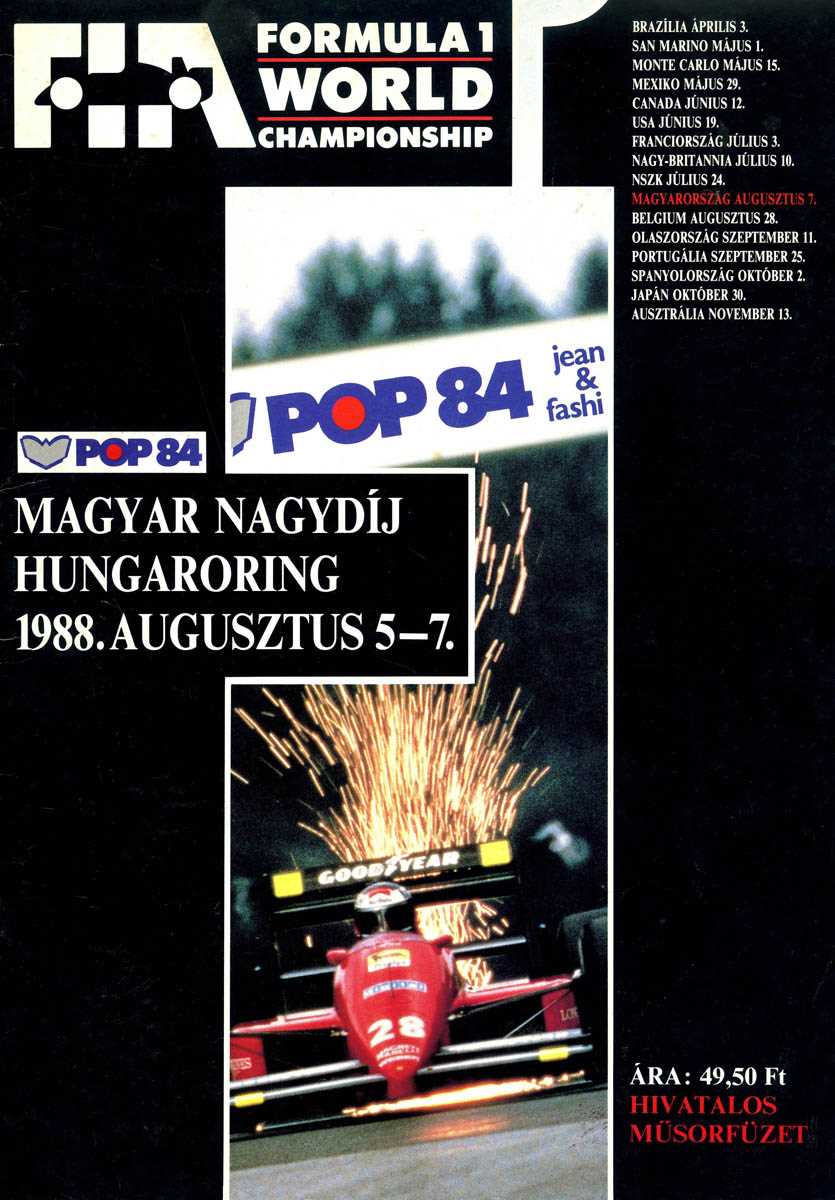 FIA
FORMULA 1
WORLD
CHAMPIONSHIP
BRAZÍLIA ÁPRILIS 3.
SAN MARINO MÁJUS 1.
MONTE CARLO MÁJUS 15.
MEXIKO MÁJUS 29.
CANADA JÚNIUS 12.
USA JÚNIUS 19.
FRANCIORSZÁG JÚLIUS 3.
NAGY-BRITANNIA JÚLIUS 10.
NSZK JÚLIUS 24.
MAGYARORSZÁG AUGUSZTUS 7.
BELGIUM AUGUSZTUS 28.
OLASZORSZÁG SZEPTEMBER 11.
PORTUGÁLIA SZEPTEMBER 25.
SPANYOLORSZÁG OKTÓBER 2.
JAPÁN OKTÓBER 30.
AUSZTRÁLIA NOVEMBER 13.
POP 84
jean
&
fashi
POP 84
MAGYAR NAGYDÍJ
HUNGARORING
1988. AUGUSZTUS 5–7.
GOODYEAR
28
MAGNETI
MARELLI
ÁRA: 49,50 Ft
HIVATALOS
MŰSORFÜZET